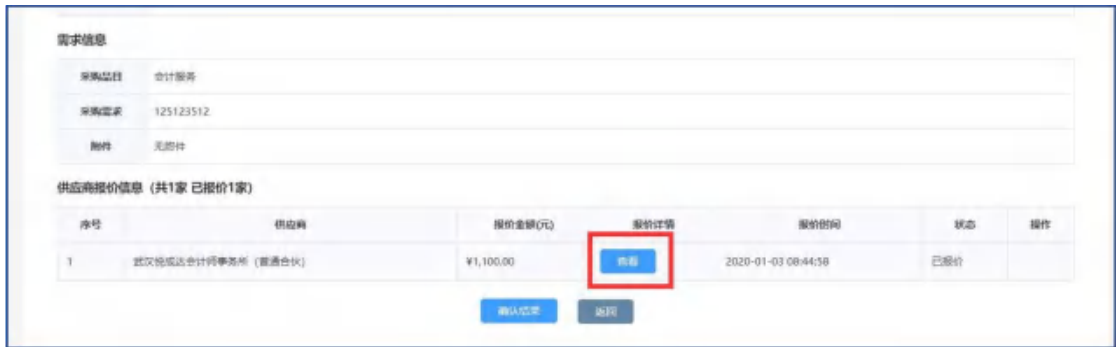 需求信息
采购品目 会计服务
采购需求 125123512
附件 无附件
供应商报价信息（共1家 已报价1家）
序号 供应商 报价金额(元) 报价详情 报价时间 状态 操作
1 武汉悦成达会计师事务所（普通合伙） ¥1,100.00 查看 2020-01-03 08:44:58 已报价
确认结果 返回